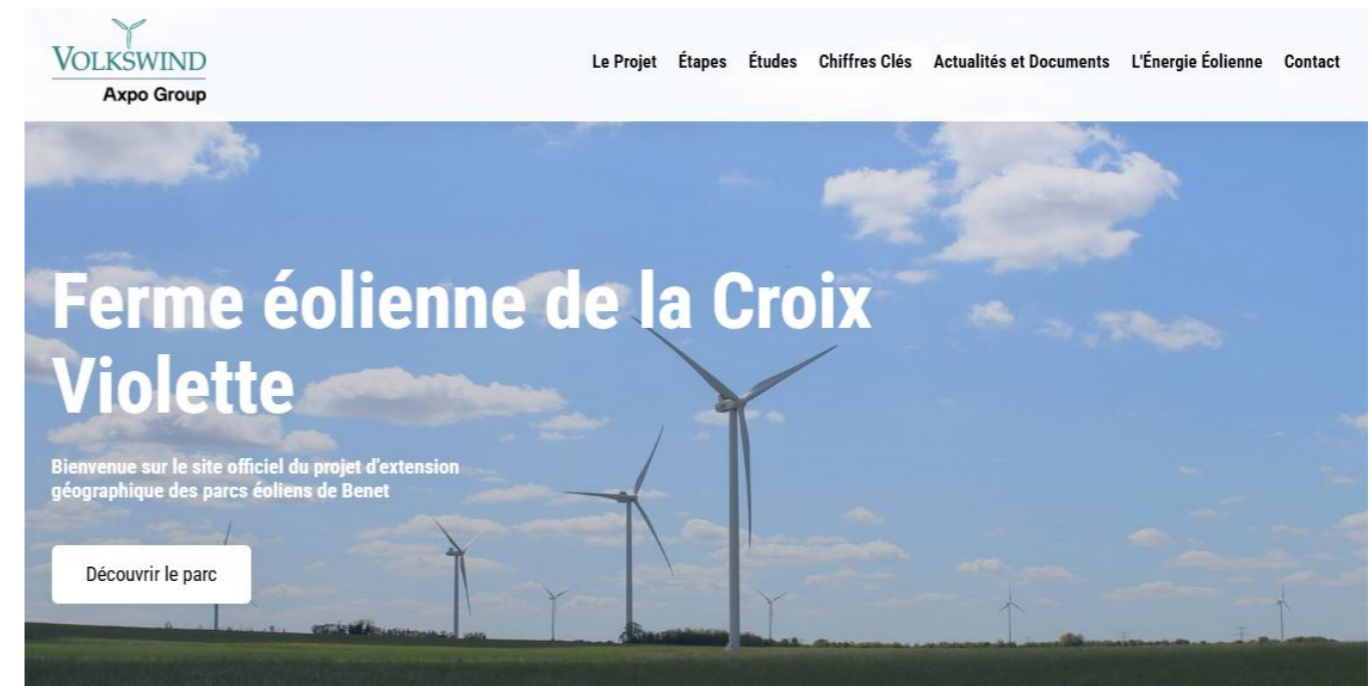 VOLKSWIND
Axpo Group
Le Projet Étapes Études Chiffres Clés Actualités et Documents L'Énergie Éolienne Contact
Ferme éolienne de la Croix
Violette
Bienvenue sur le site officiel du projet d'extension
géographique des parcs éoliens de Benet
Découvrir le parc